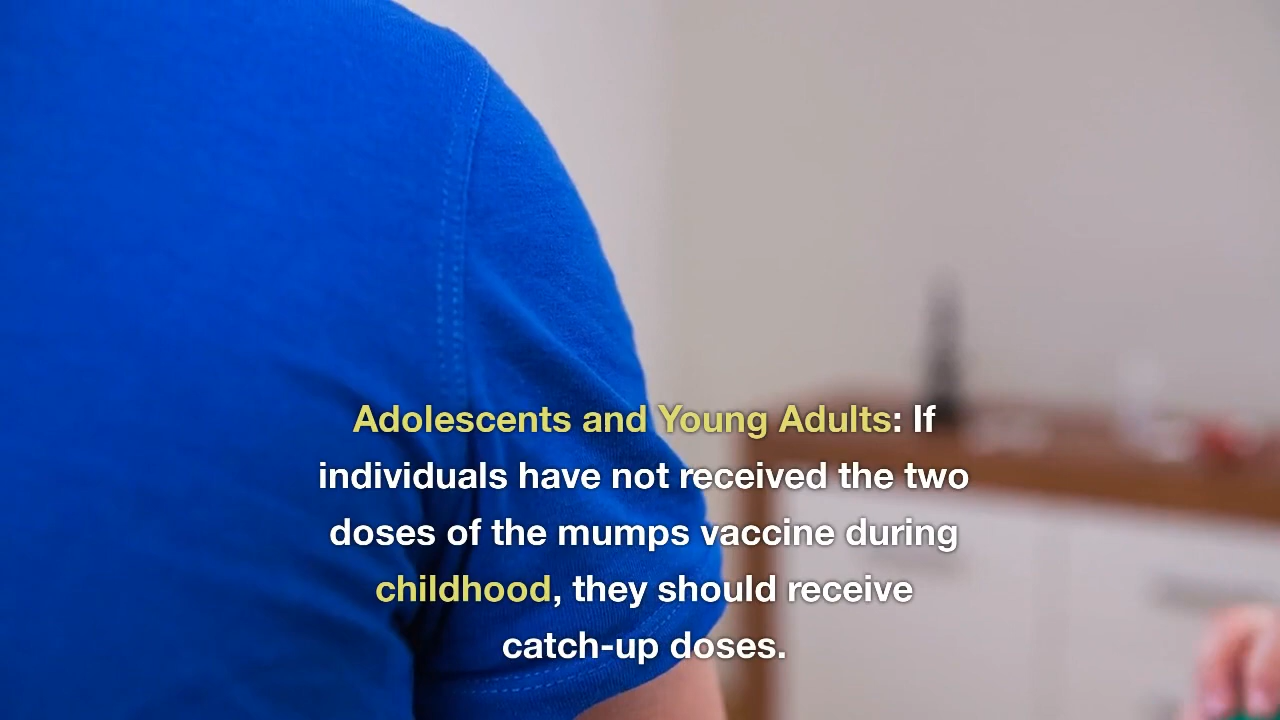 Adolescents and Young Adults: If
individuals have not received the two
doses of the mumps vaccine during
childhood, they should receive
catch-up doses.